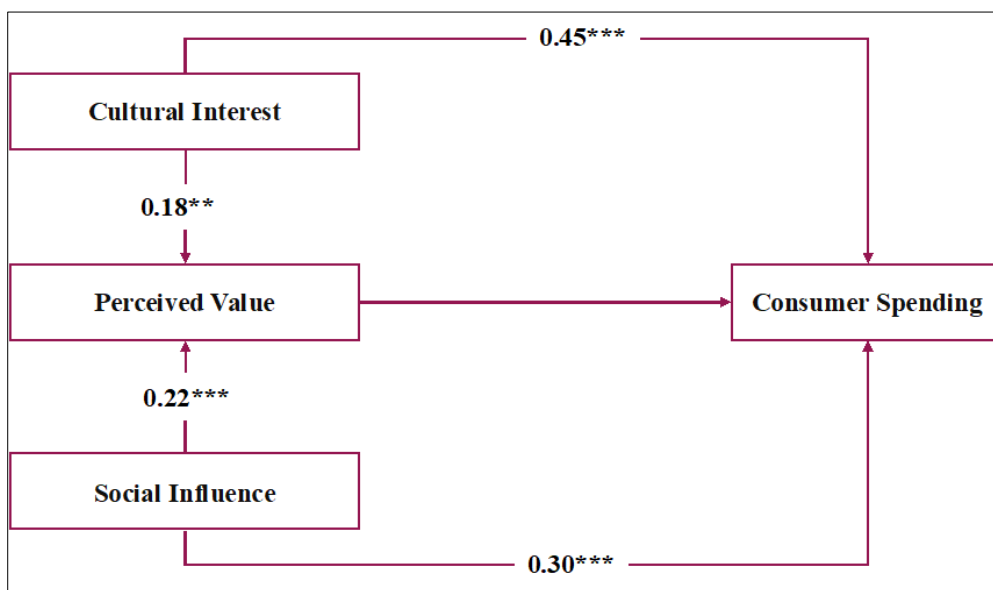 0.45***
Cultural Interest
0.18**
Perceived Value
Consumer Spending
0.22***
Social Influence
0.30***